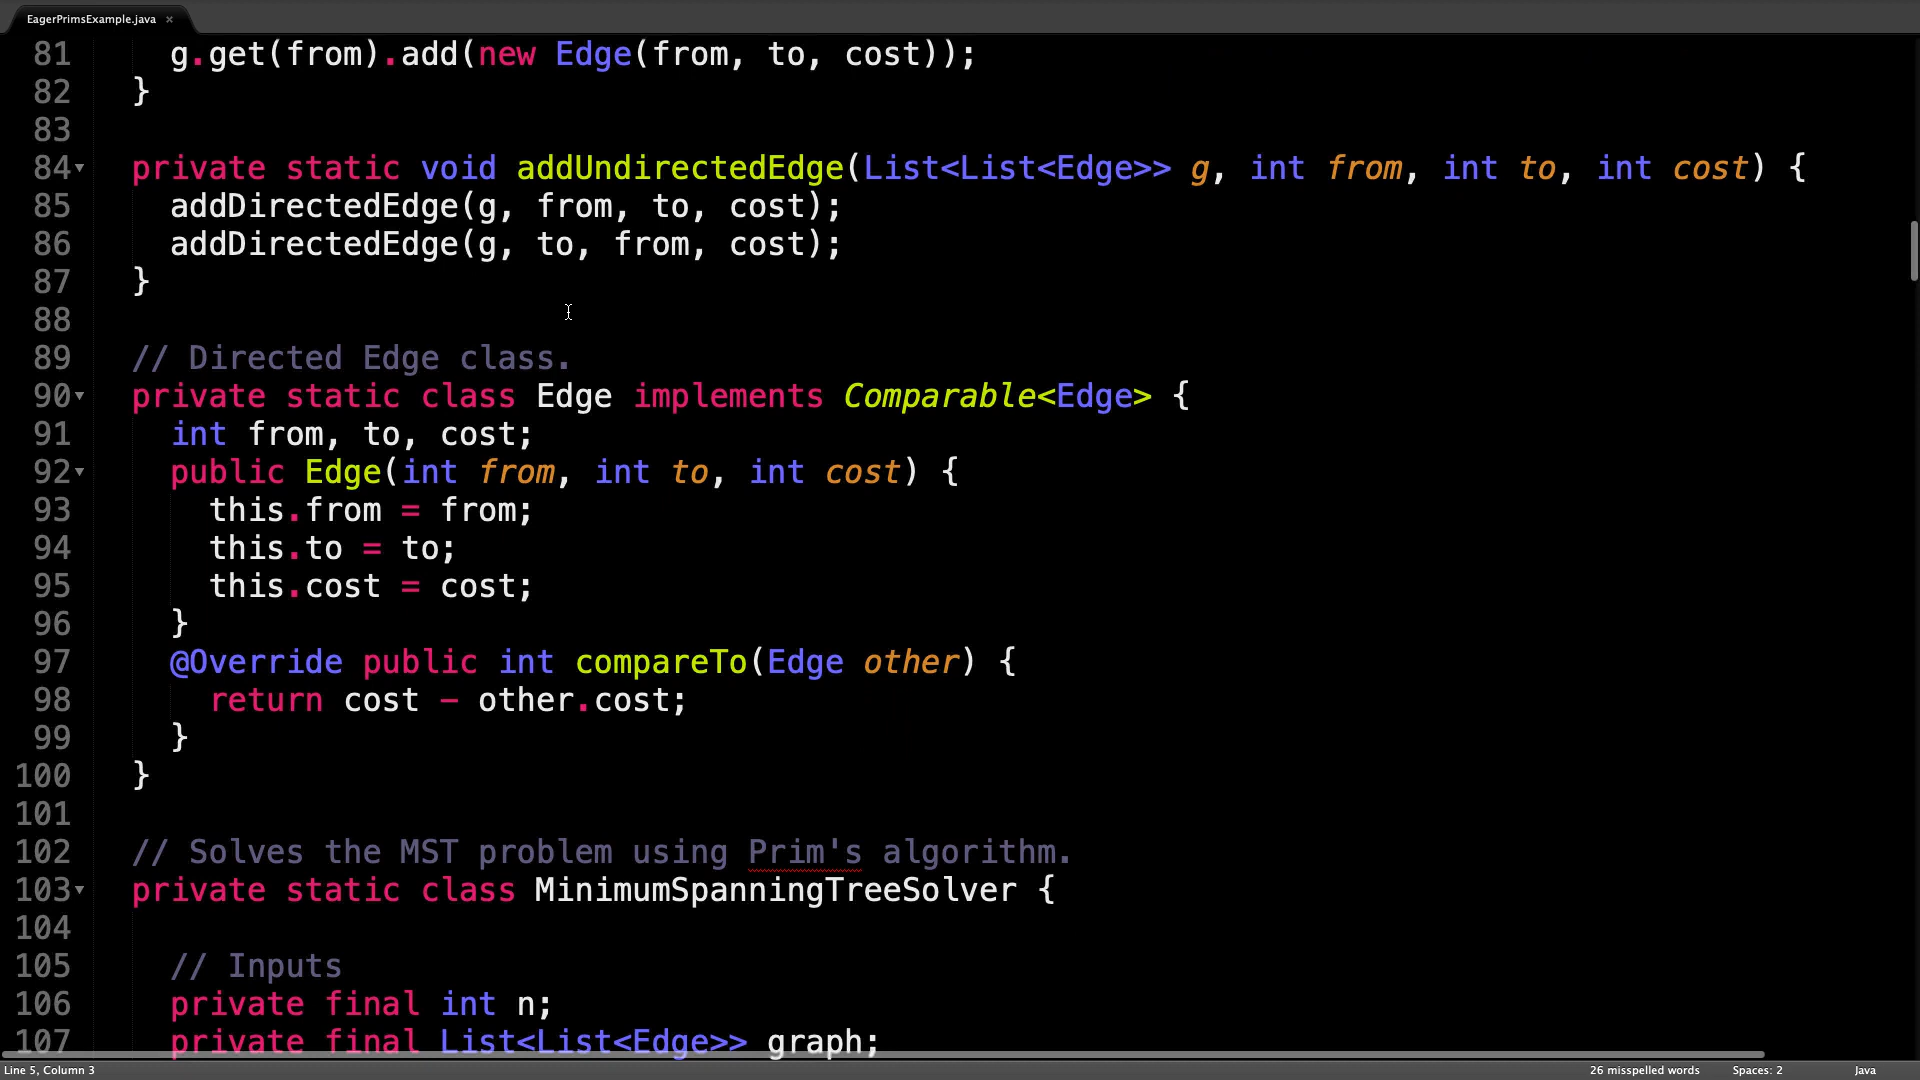 EagerPrimsExample.java ×
81 g.get(from).add(new Edge(from, to, cost));
82 }
83
84 private static void addUndirectedEdge(List<List<Edge>> g, int from, int to, int cost) {
85 addDirectedEdge(g, from, to, cost);
86 addDirectedEdge(g, to, from, cost);
87 }
88
89 // Directed Edge class.
90 private static class Edge implements Comparable<Edge> {
91 int from, to, cost;
92 public Edge(int from, int to, int cost) {
93 this.from = from;
94 this.to = to;
95 this.cost = cost;
96 }
97 @Override public int compareTo(Edge other) {
98 return cost - other.cost;
99 }
100 }
101
102 // Solves the MST problem using Prim's algorithm.
103 private static class MinimumSpanningTreeSolver {
104
105 // Inputs
106 private final int n;
107 private final List<List<Edge>> graph;
Line 5, Column 3 26 misspelled words Spaces: 2 Java